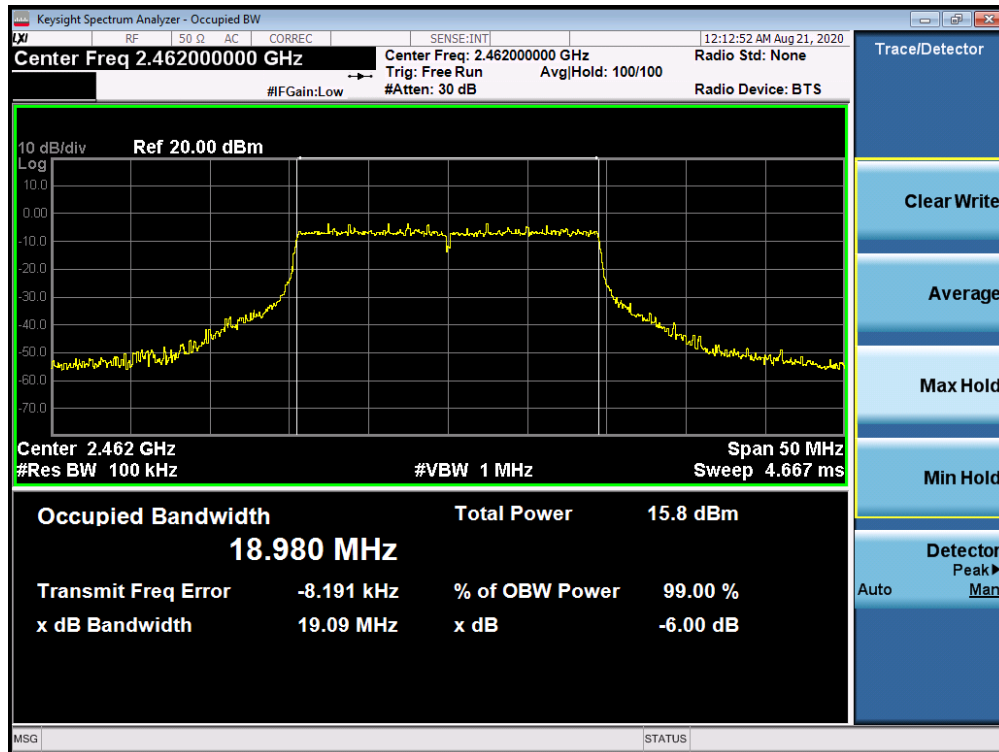 Keysight Spectrum Analyzer - Occupied BW
LXI RF 50 Ω AC CORREC SENSE:INT 12:12:52 AM Aug 21, 2020
Center Freq 2.462000000 GHz
Center Freq: 2.462000000 GHz Radio Std: None
Trig: Free Run Avg|Hold: 100/100
#IFGain:Low #Atten: 30 dB Radio Device: BTS
10 dB/div Ref 20.00 dBm
Log
10.0
0.00
-10.0
-20.0
-30.0
-40.0
-50.0
-60.0
-70.0
Center 2.462 GHz Span 50 MHz
#Res BW 100 kHz #VBW 1 MHz Sweep 4.667 ms
Occupied Bandwidth Total Power 15.8 dBm
18.980 MHz
Transmit Freq Error -8.191 kHz % of OBW Power 99.00 %
x dB Bandwidth 19.09 MHz x dB -6.00 dB
MSG STATUS
Trace/Detector
Clear Write
Average
Max Hold
Min Hold
Detector
Peak▶
Auto Man